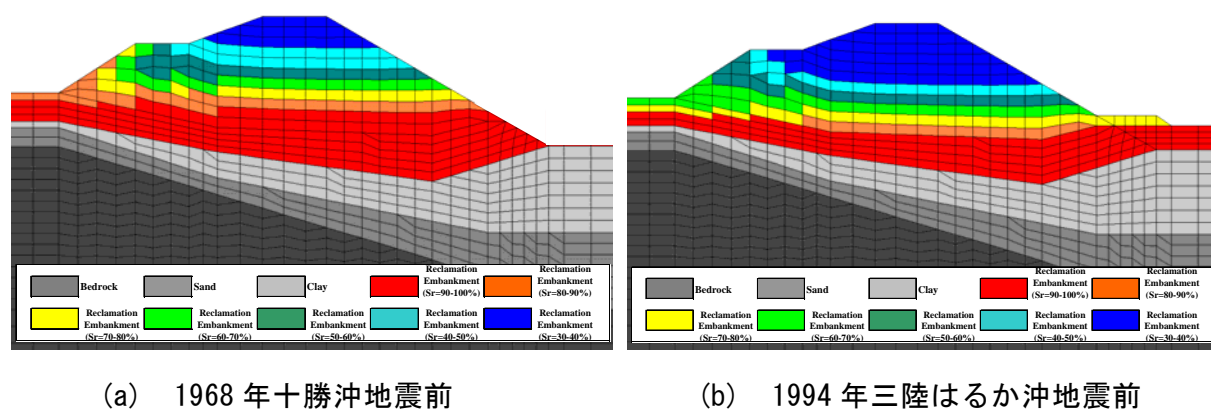 Bedrock
Sand
Clay
Reclamation
Embankment
(Sr=90-100%)
Reclamation
Embankment
(Sr=80-90%)
Reclamation
Embankment
(Sr=70-80%)
Reclamation
Embankment
(Sr=60-70%)
Reclamation
Embankment
(Sr=50-60%)
Reclamation
Embankment
(Sr=40-50%)
Reclamation
Embankment
(Sr=30-40%)
(a) 1968 年十勝沖地震前
Bedrock
Sand
Clay
Reclamation
Embankment
(Sr=90-100%)
Reclamation
Embankment
(Sr=80-90%)
Reclamation
Embankment
(Sr=70-80%)
Reclamation
Embankment
(Sr=60-70%)
Reclamation
Embankment
(Sr=50-60%)
Reclamation
Embankment
(Sr=40-50%)
Reclamation
Embankment
(Sr=30-40%)
(b) 1994 年三陸はるか沖地震前